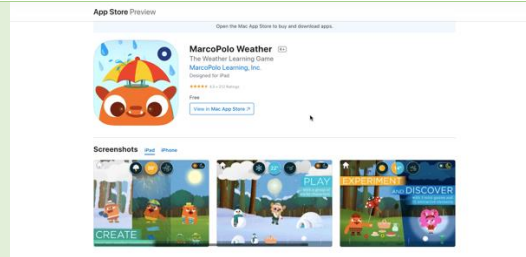 App Store Preview
Open the Mac App Store to buy and download apps.
MarcoPolo Weather 4+
The Weather Learning Game
MarcoPolo Learning, Inc.
Designed for iPad
Free
View in Mac App Store ↗
Screenshots iPad iPhone
CREATE
PLAY
EXPERIMENT
AND DISCOVER